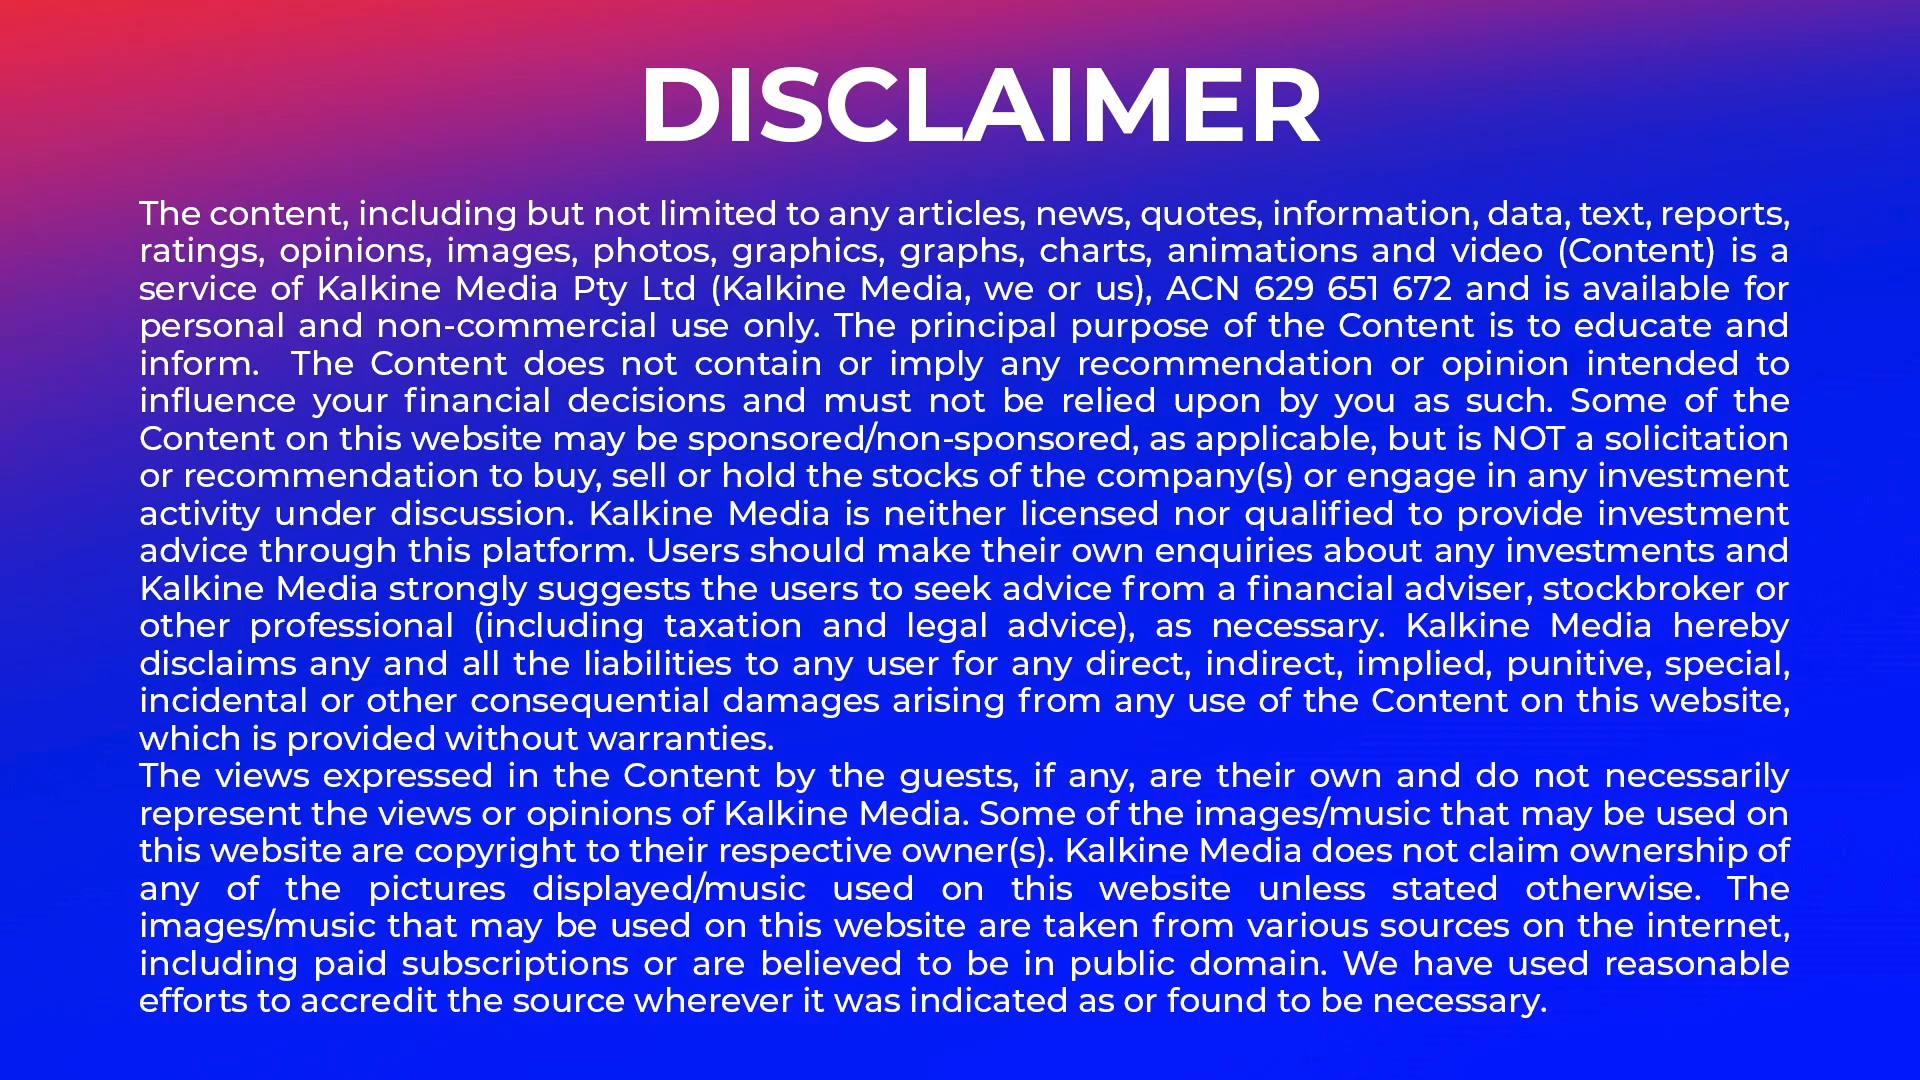 DISCLAIMER
The content, including but not limited to any articles, news, quotes, information, data, text, reports,
ratings, opinions, images, photos, graphics, graphs, charts, animations and video (Content) is a
service of Kalkine Media Pty Ltd (Kalkine Media, we or us), ACN 629 651 672 and is available for
personal and non-commercial use only. The principal purpose of the Content is to educate and
inform.  The Content does not contain or imply any recommendation or opinion intended to
influence your financial decisions and must not be relied upon by you as such. Some of the
Content on this website may be sponsored/non-sponsored, as applicable, but is NOT a solicitation
or recommendation to buy, sell or hold the stocks of the company(s) or engage in any investment
activity under discussion. Kalkine Media is neither licensed nor qualified to provide investment
advice through this platform. Users should make their own enquiries about any investments and
Kalkine Media strongly suggests the users to seek advice from a financial adviser, stockbroker or
other professional (including taxation and legal advice), as necessary. Kalkine Media hereby
disclaims any and all the liabilities to any user for any direct, indirect, implied, punitive, special,
incidental or other consequential damages arising from any use of the Content on this website,
which is provided without warranties.
The views expressed in the Content by the guests, if any, are their own and do not necessarily
represent the views or opinions of Kalkine Media. Some of the images/music that may be used on
this website are copyright to their respective owner(s). Kalkine Media does not claim ownership of
any of the pictures displayed/music used on this website unless stated otherwise. The
images/music that may be used on this website are taken from various sources on the internet,
including paid subscriptions or are believed to be in public domain. We have used reasonable
efforts to accredit the source wherever it was indicated as or found to be necessary.